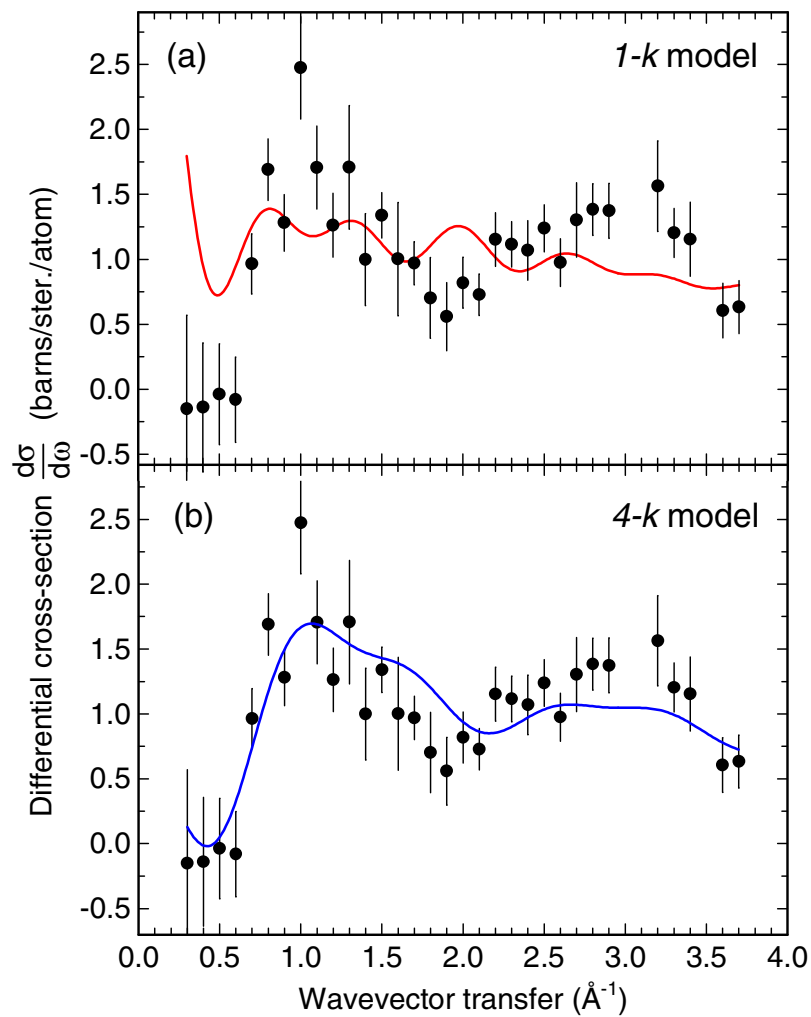 (a)
1-k model
2.5
2.0
1.5
1.0
0.5
0.0
-0.5
Differential cross-section dσ/dω (barns/ster./atom)
(b)
4-k model
2.5
2.0
1.5
1.0
0.5
0.0
-0.5
0.0 0.5 1.0 1.5 2.0 2.5 3.0 3.5 4.0
Wavevector transfer (Å⁻¹)